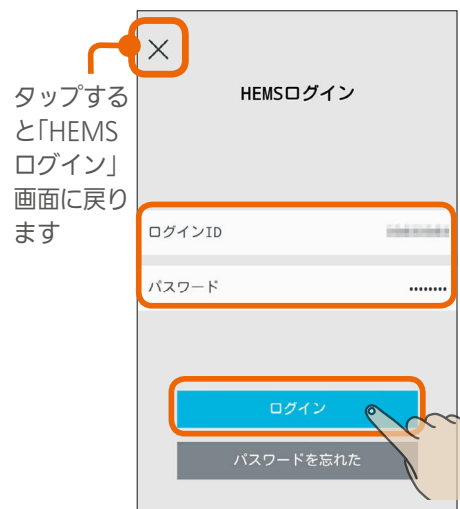 タップする
と「HEMS
ログイン」
画面に戻り
ます
HEMSログイン
ログインID
パスワード ••••••••
ログイン
パスワードを忘れた